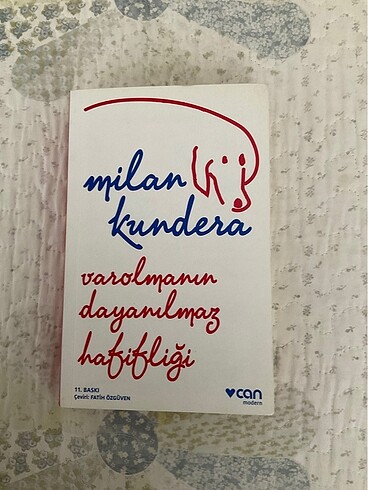 milan
kundera
varolmanın
dayanılmaz
hafifliği
11. BASKI
Çeviri: FATİH ÖZGÜVEN
can
modern